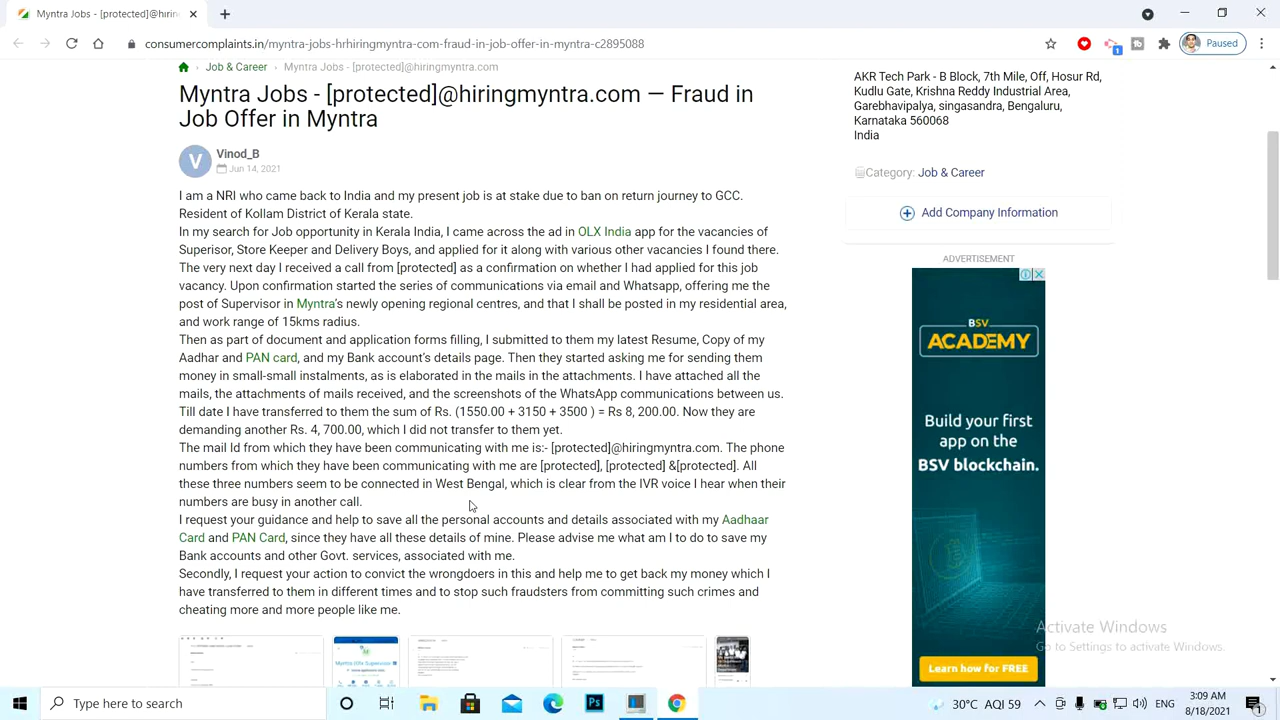 Myntra Jobs - [protected]@hirin
consumercomplaints.in/myntra-jobs-hrhiringmyntra-com-fraud-in-job-offer-in-myntra-c2895088
1
Paused
Job & Career › Myntra Jobs - [protected]@hiringmyntra.com
Myntra Jobs - [protected]@hiringmyntra.com — Fraud in
Job Offer in Myntra
V
Vinod_B
Jun 14, 2021
I am a NRI who came back to India and my present job is at stake due to ban on return journey to GCC.
Resident of Kollam District of Kerala state.
In my search for Job opportunity in Kerala India, I came across the ad in OLX India app for the vacancies of
Superisor, Store Keeper and Delivery Boys, and applied for it along with various other vacancies I found there.
The very next day I received a call from [protected] as a confirmation on whether I had applied for this job
vacancy. Upon confirmation started the series of communications via email and Whatsapp, offering me the
post of Supervisor in Myntra's newly opening regional centres, and that I shall be posted in my residential area,
and work range of 15kms radius.
Then as per the norms and application forms filling, I submitted to them my latest Resume, Copy of my
Aadhar and PAN card, and my Bank account's details page. Then they started asking me for sending them
money in small-small instalments, as is elaborated in the mails in the attachments. I have attached all the
mails, the attachments of mails received, and the screenshots of the WhatsApp communications between us.
Till date I have transferred to them the sum of Rs. (1550.00 + 3150 + 3500 ) = Rs 8, 200.00. Now they are
demanding another Rs. 7, 700.00, which I did not transfer to them yet.
The mail Id from which they have been communicating with me is:- [protected]@hiringmyntra.com. The phone
numbers from which they have been communicating with me are [protected], [protected] &[protected]. All
these three numbers seem to be connected in West Bengal, which is clear from the IVR voice I hear when their
numbers are busy in another call.
I request your guidance and help to save all the personal accounts and details associated with my Aadhaar
Card and PAN Card, since they have all these details of mine. Please advise me what am I to do to save my
Bank accounts and other Govt. services, associated with me.
Secondly, I request your action to convict the wrongdoers in this and help me to get back my money which I
have transferred to them in different times and to stop such fraudsters from committing such crimes and
cheating more and more people like me.
AKR Tech Park - B Block, 7th Mile, Off, Hosur Rd,
Kudlu Gate, Krishna Reddy Industrial Area,
Garebhavipalya, singasandra, Bengaluru,
Karnataka 560068
India
Category: Job & Career
Add Company Information
ADVERTISEMENT
BSV
ACADEMY
Build your first
app on the
BSV blockchain.
Learn how for FREE
Activate Windows
Go to Settings to activate Windows.
Type here to search
Ps
30°C AQI 59
ENG
3:09 AM
8/18/2021
1